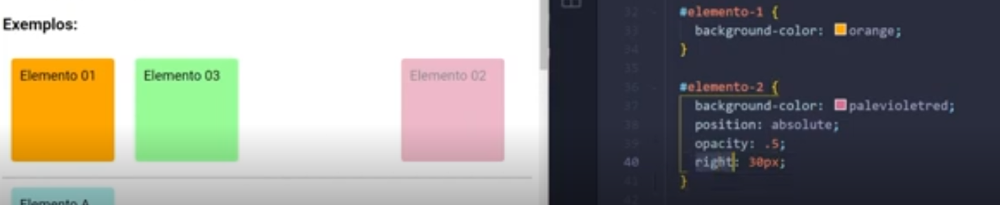 Exemplos:
Elemento 01
Elemento 03
Elemento 02
Elemento A
32
#elemento-1 {
33
background-color: orange;
34
}
35
36
#elemento-2 {
37
background-color: palevioletred;
38
position: absolute;
39
opacity: .5;
40
right: 30px;
41
}
42